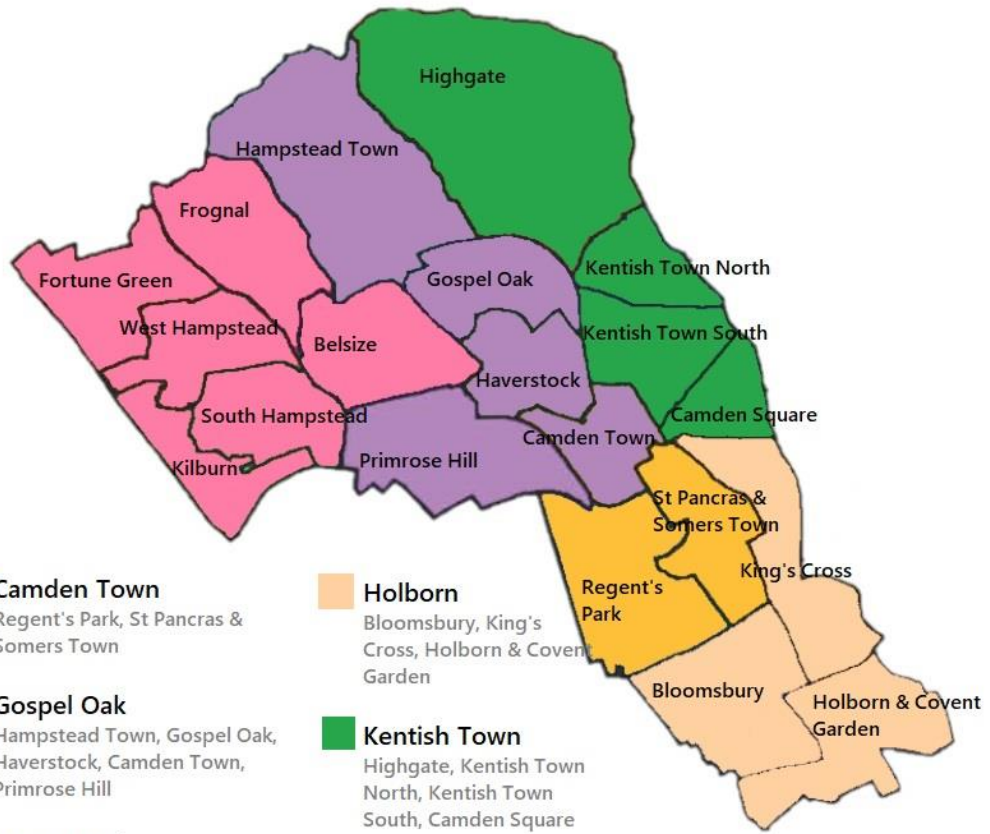 Highgate
Hampstead Town
Frognal
Kentish Town North
Gospel Oak
Fortune Green
West Hampstead
Kentish Town South
Belsize
Haverstock
South Hampstead
Camden Square
Camden Town
Primrose Hill
Kilburn
St Pancras &
Somers Town
King's Cross
Regent's
Park
Bloomsbury
Holborn & Covent
Garden
Camden Town
Regent's Park, St Pancras &
Somers Town
Gospel Oak
Hampstead Town, Gospel Oak,
Haverstock, Camden Town,
Primrose Hill
Holborn
Bloomsbury, King's
Cross, Holborn & Covent
Garden
Kentish Town
Highgate, Kentish Town
North, Kentish Town
South, Camden Square